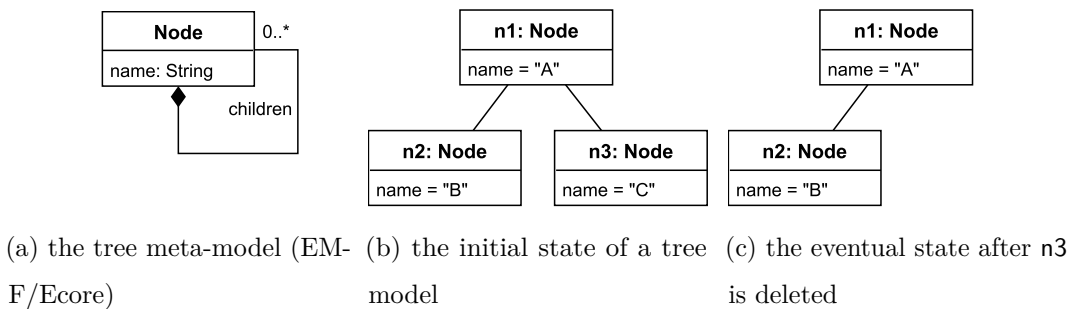 Node
0..*
name: String
children
n1: Node
name = "A"
n2: Node
name = "B"
n3: Node
name = "C"
n1: Node
name = "A"
n2: Node
name = "B"
(a) the tree meta-model (EM-
F/Ecore)
(b) the initial state of a tree
model
(c) the eventual state after n3
is deleted